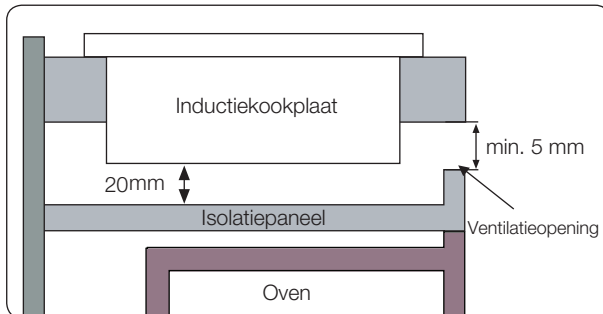 Inductiekookplaat
min. 5 mm
20mm
Isolatiepaneel
Ventilatieopening
Oven